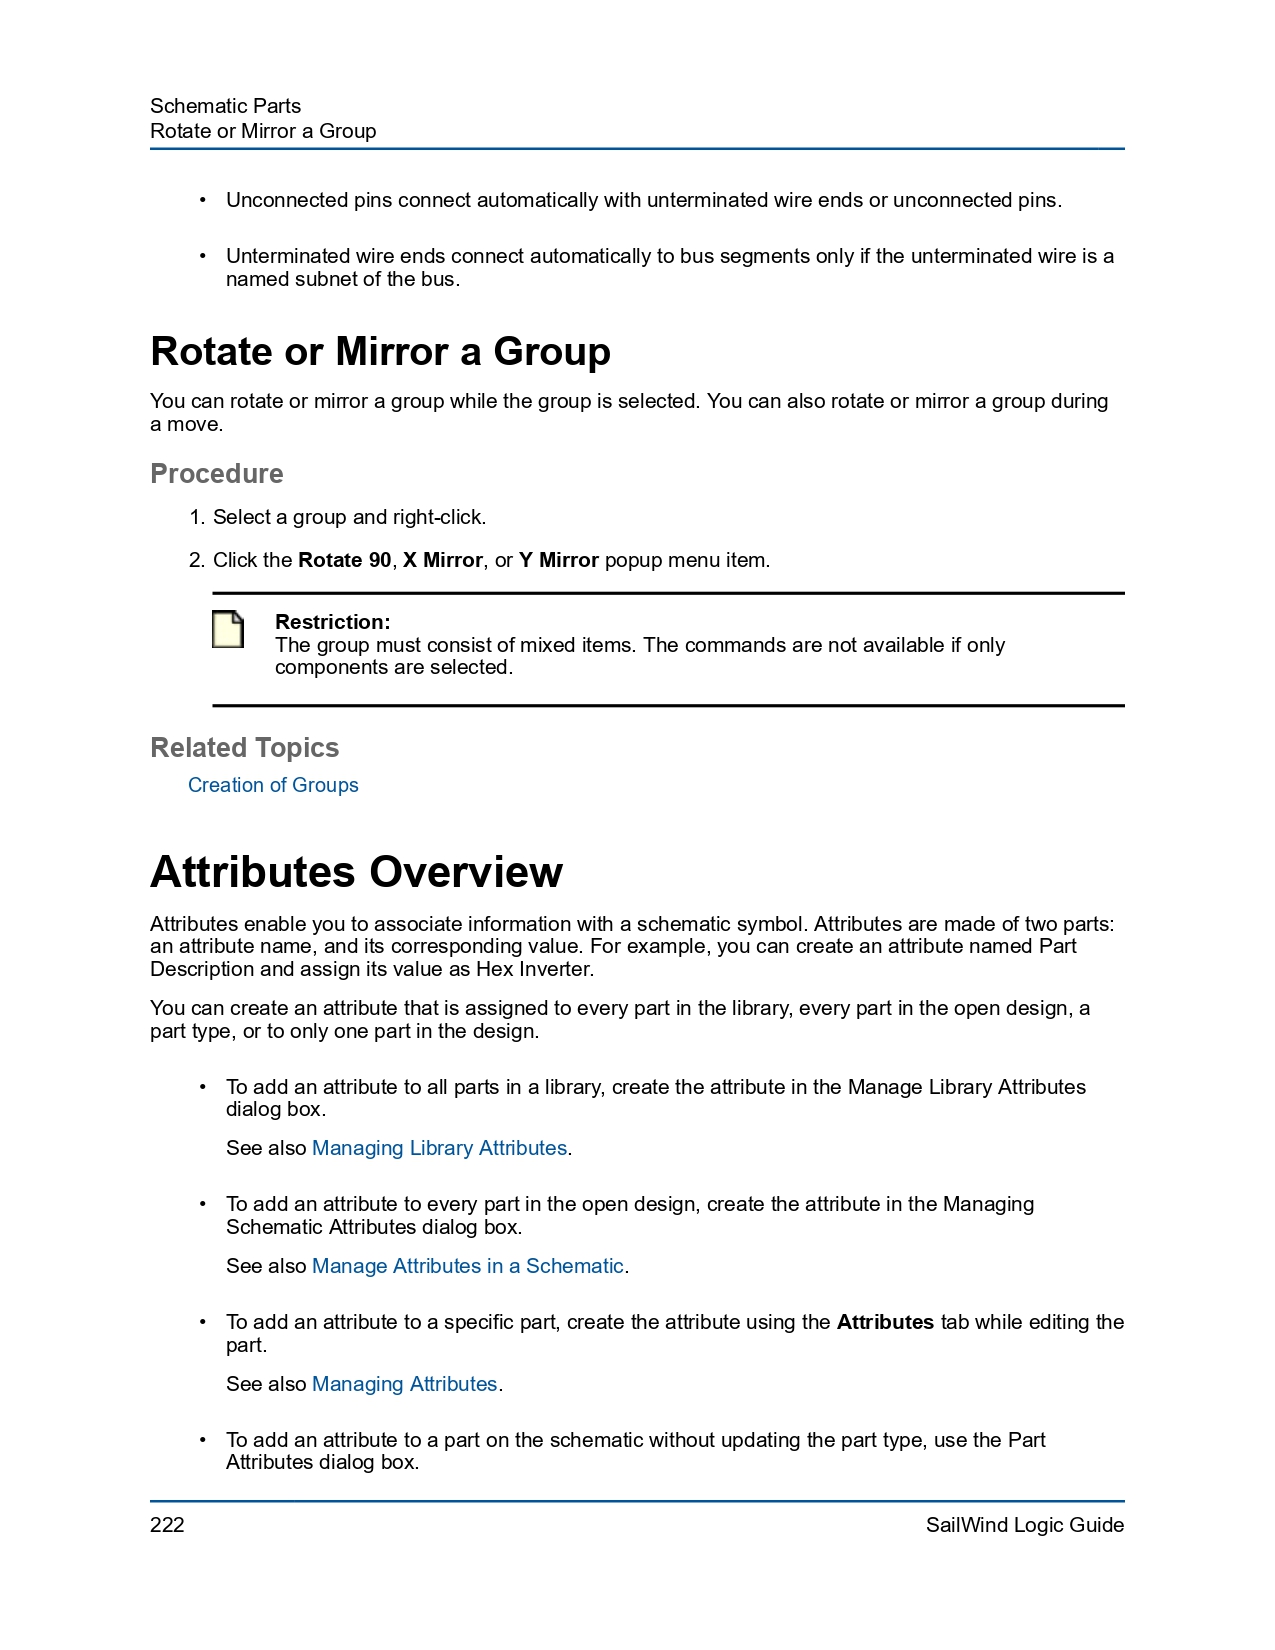 Schematic Parts
Rotate or Mirror a Group
• Unconnected pins connect automatically with unterminated wire ends or unconnected pins.
• Unterminated wire ends connect automatically to bus segments only if the unterminated wire is a
named subnet of the bus.
Rotate or Mirror a Group
You can rotate or mirror a group while the group is selected. You can also rotate or mirror a group during
a move.
Procedure
1. Select a group and right-click.
2. Click the Rotate 90, X Mirror, or Y Mirror popup menu item.
Restriction:
The group must consist of mixed items. The commands are not available if only
components are selected.
Related Topics
Creation of Groups
Attributes Overview
Attributes enable you to associate information with a schematic symbol. Attributes are made of two parts:
an attribute name, and its corresponding value. For example, you can create an attribute named Part
Description and assign its value as Hex Inverter.
You can create an attribute that is assigned to every part in the library, every part in the open design, a
part type, or to only one part in the design.
• To add an attribute to all parts in a library, create the attribute in the Manage Library Attributes
dialog box.
See also Managing Library Attributes.
• To add an attribute to every part in the open design, create the attribute in the Managing
Schematic Attributes dialog box.
See also Manage Attributes in a Schematic.
• To add an attribute to a specific part, create the attribute using the Attributes tab while editing the
part.
See also Managing Attributes.
• To add an attribute to a part on the schematic without updating the part type, use the Part
Attributes dialog box.
222
SailWind Logic Guide